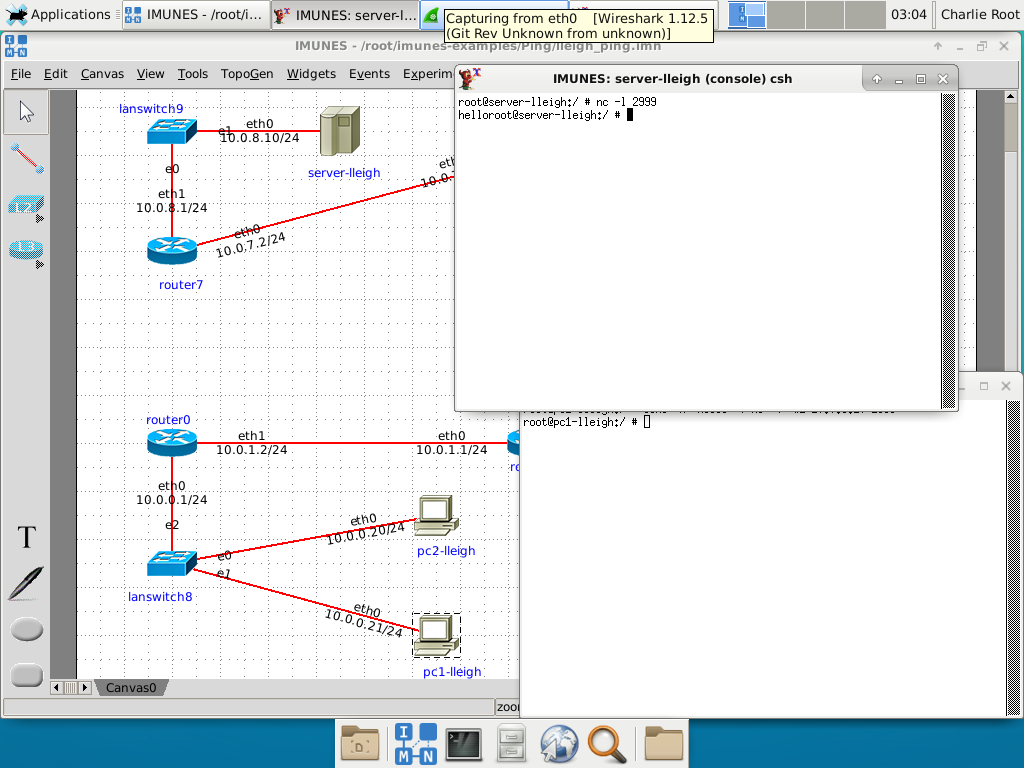 Applications
IMUNES - /root/i...
IMUNES: server-l...
Capturing from eth0 [Wireshark 1.12.5
(Git Rev Unknown from unknown)]
03:04
Charlie Root
IMUNES - /root/imunes-examples/Ping/lleigh_ping.imn
File Edit Canvas View Tools TopoGen Widgets Events Experim
IMUNES: server-lleigh (console) csh
root@server-lleigh:/ # nc -l 2999
helloroot@server-lleigh:/ #
lanswitch9
e1
eth0
10.0.8.10/24
server-lleigh
e0
eth1
10.0.8.1/24
eth0
10.0.7.2/24
router7
router0
eth1
10.0.1.2/24
eth0
10.0.1.1/24
root@pc1-lleigh:/ #
eth0
10.0.0.1/24
e2
eth0
10.0.0.20/24
pc2-lleigh
e0
e1
lanswitch8
eth0
10.0.0.21/24
pc1-lleigh
T
Canvas0
zoo
I M
U N
E S